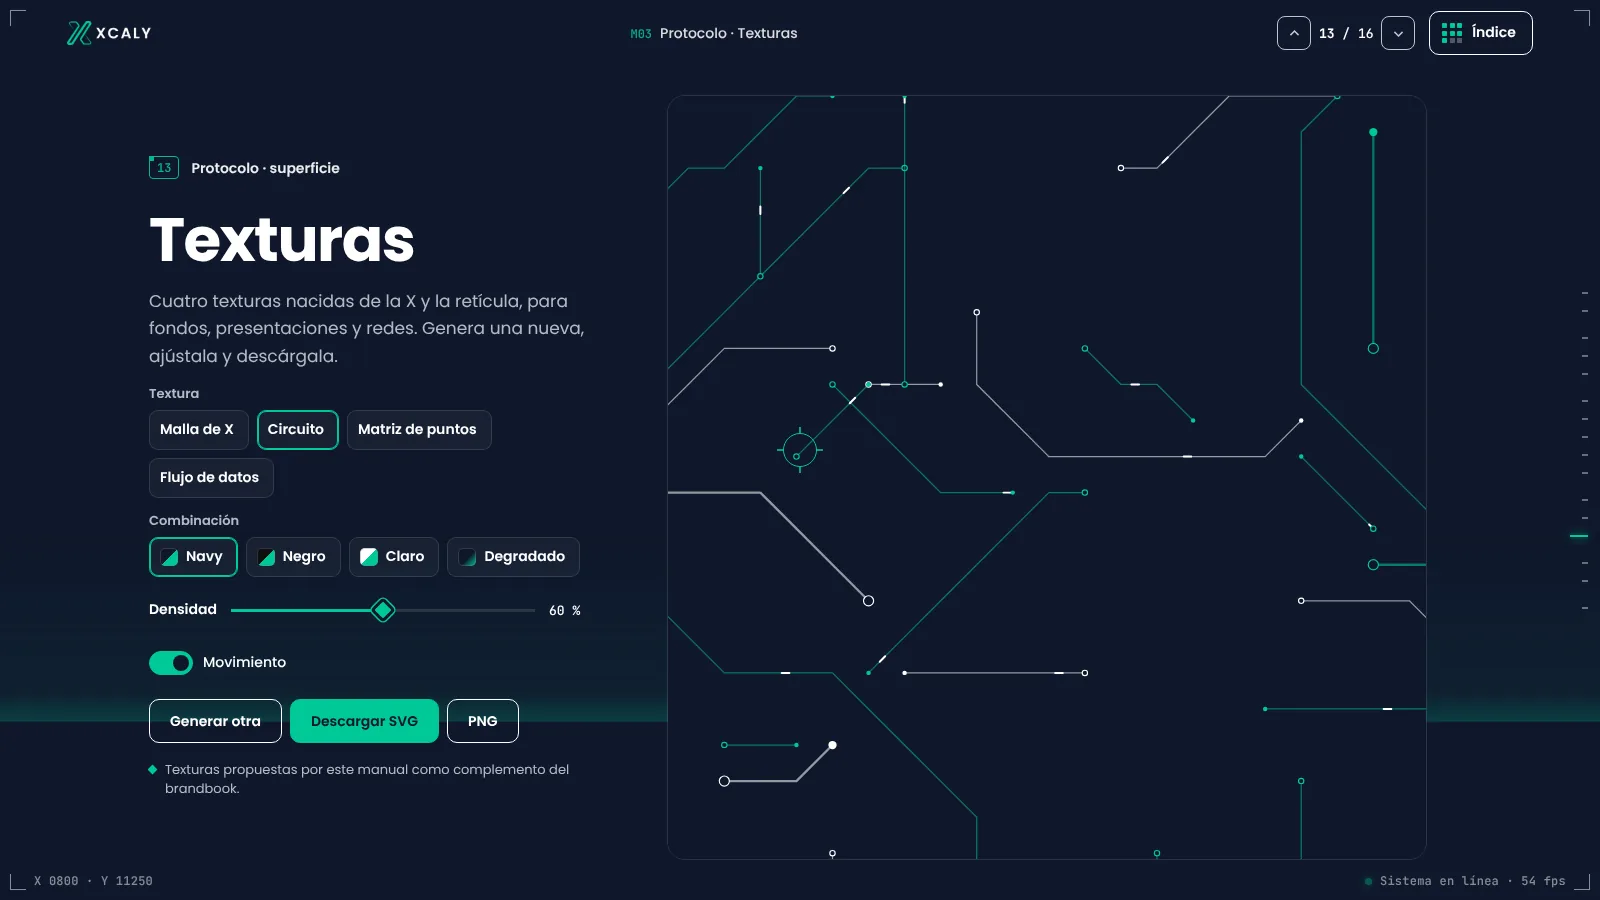 XCALY
M03 Protocolo · Texturas
13 / 16
Índice
13 Protocolo · superficie
Texturas
Cuatro texturas nacidas de la X y la retícula, para
fondos, presentaciones y redes. Genera una nueva,
ajústala y descárgala.
Textura
Malla de X
Circuito
Matriz de puntos
Flujo de datos
Combinación
Navy
Negro
Claro
Degradado
Densidad
60 %
Movimiento
Generar otra
Descargar SVG
PNG
Texturas propuestas por este manual como complemento del
brandbook.
X 0800 · Y 11250
Sistema en línea · 54 fps